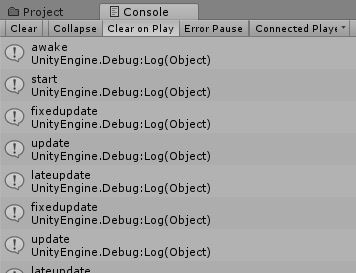 Project
Console
Clear
Collapse
Clear on Play
Error Pause
Connected Playe
awake
UnityEngine.Debug:Log(Object)
start
UnityEngine.Debug:Log(Object)
fixedupdate
UnityEngine.Debug:Log(Object)
update
UnityEngine.Debug:Log(Object)
lateupdate
UnityEngine.Debug:Log(Object)
fixedupdate
UnityEngine.Debug:Log(Object)
update
UnityEngine.Debug:Log(Object)
lateupdate